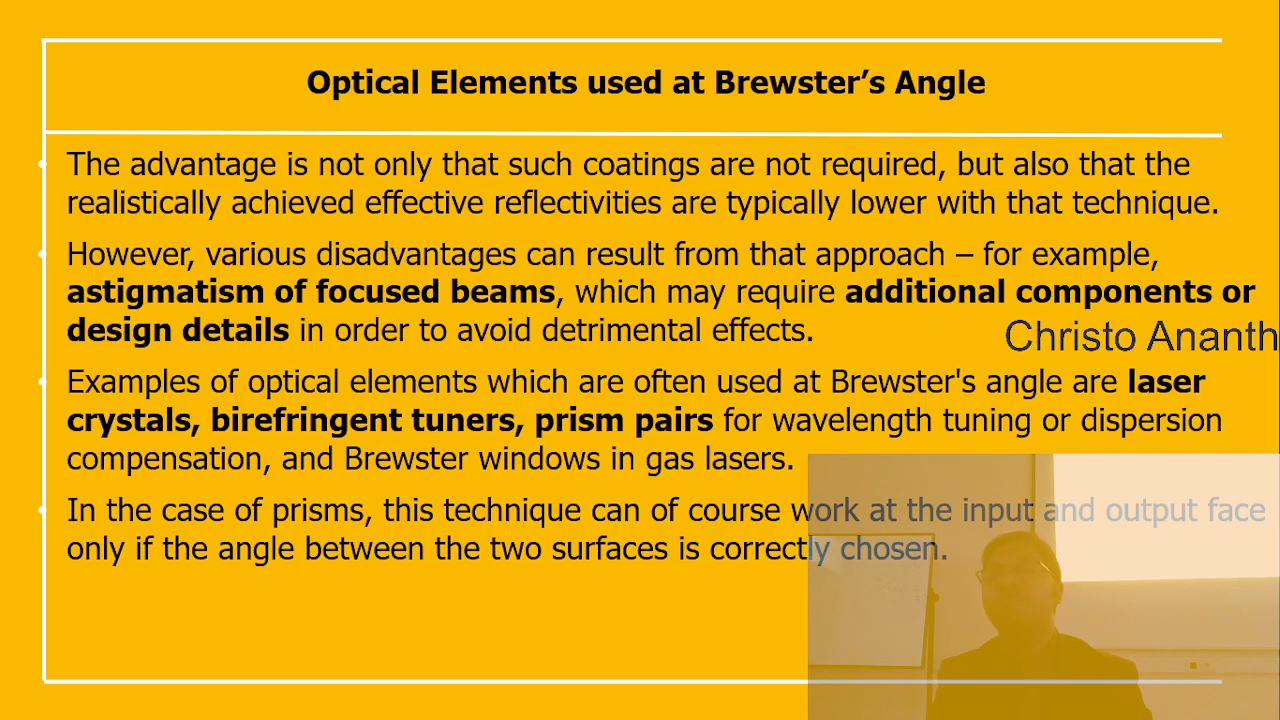 Optical Elements used at Brewster’s Angle
The advantage is not only that such coatings are not required, but also that the
realistically achieved effective reflectivities are typically lower with that technique.
However, various disadvantages can result from that approach – for example,
astigmatism of focused beams, which may require additional components or
design details in order to avoid detrimental effects.
Christo Ananth
Examples of optical elements which are often used at Brewster's angle are laser
crystals, birefringent tuners, prism pairs for wavelength tuning or dispersion
compensation, and Brewster windows in gas lasers.
In the case of prisms, this technique can of course work at the input and output face
only if the angle between the two surfaces is correctly chosen.